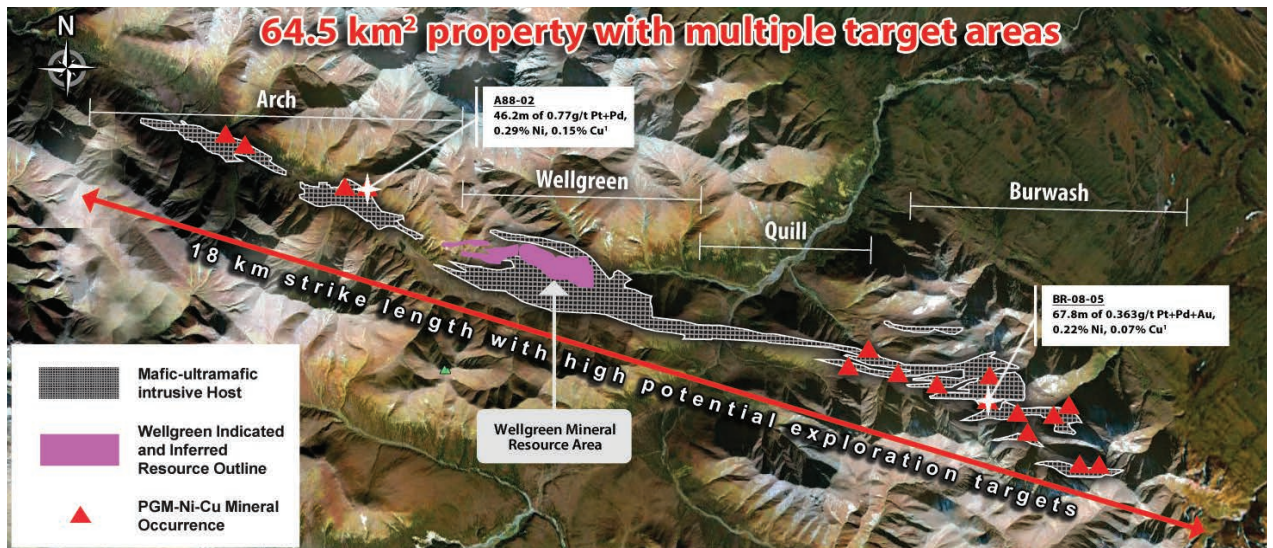 64.5 km² property with multiple target areas
N
Arch
A88-02
46.2m of 0.77g/t Pt+Pd,
0.29% Ni, 0.15% Cu¹
Wellgreen
Burwash
Quill
BR-08-05
67.8m of 0.363g/t Pt+Pd+Au,
0.22% Ni, 0.07% Cu¹
18 km strike length with high potential exploration targets
Wellgreen Mineral
Resource Area
Mafic-ultramafic
intrusive Host
Wellgreen Indicated
and Inferred
Resource Outline
PGM-Ni-Cu Mineral
Occurrence